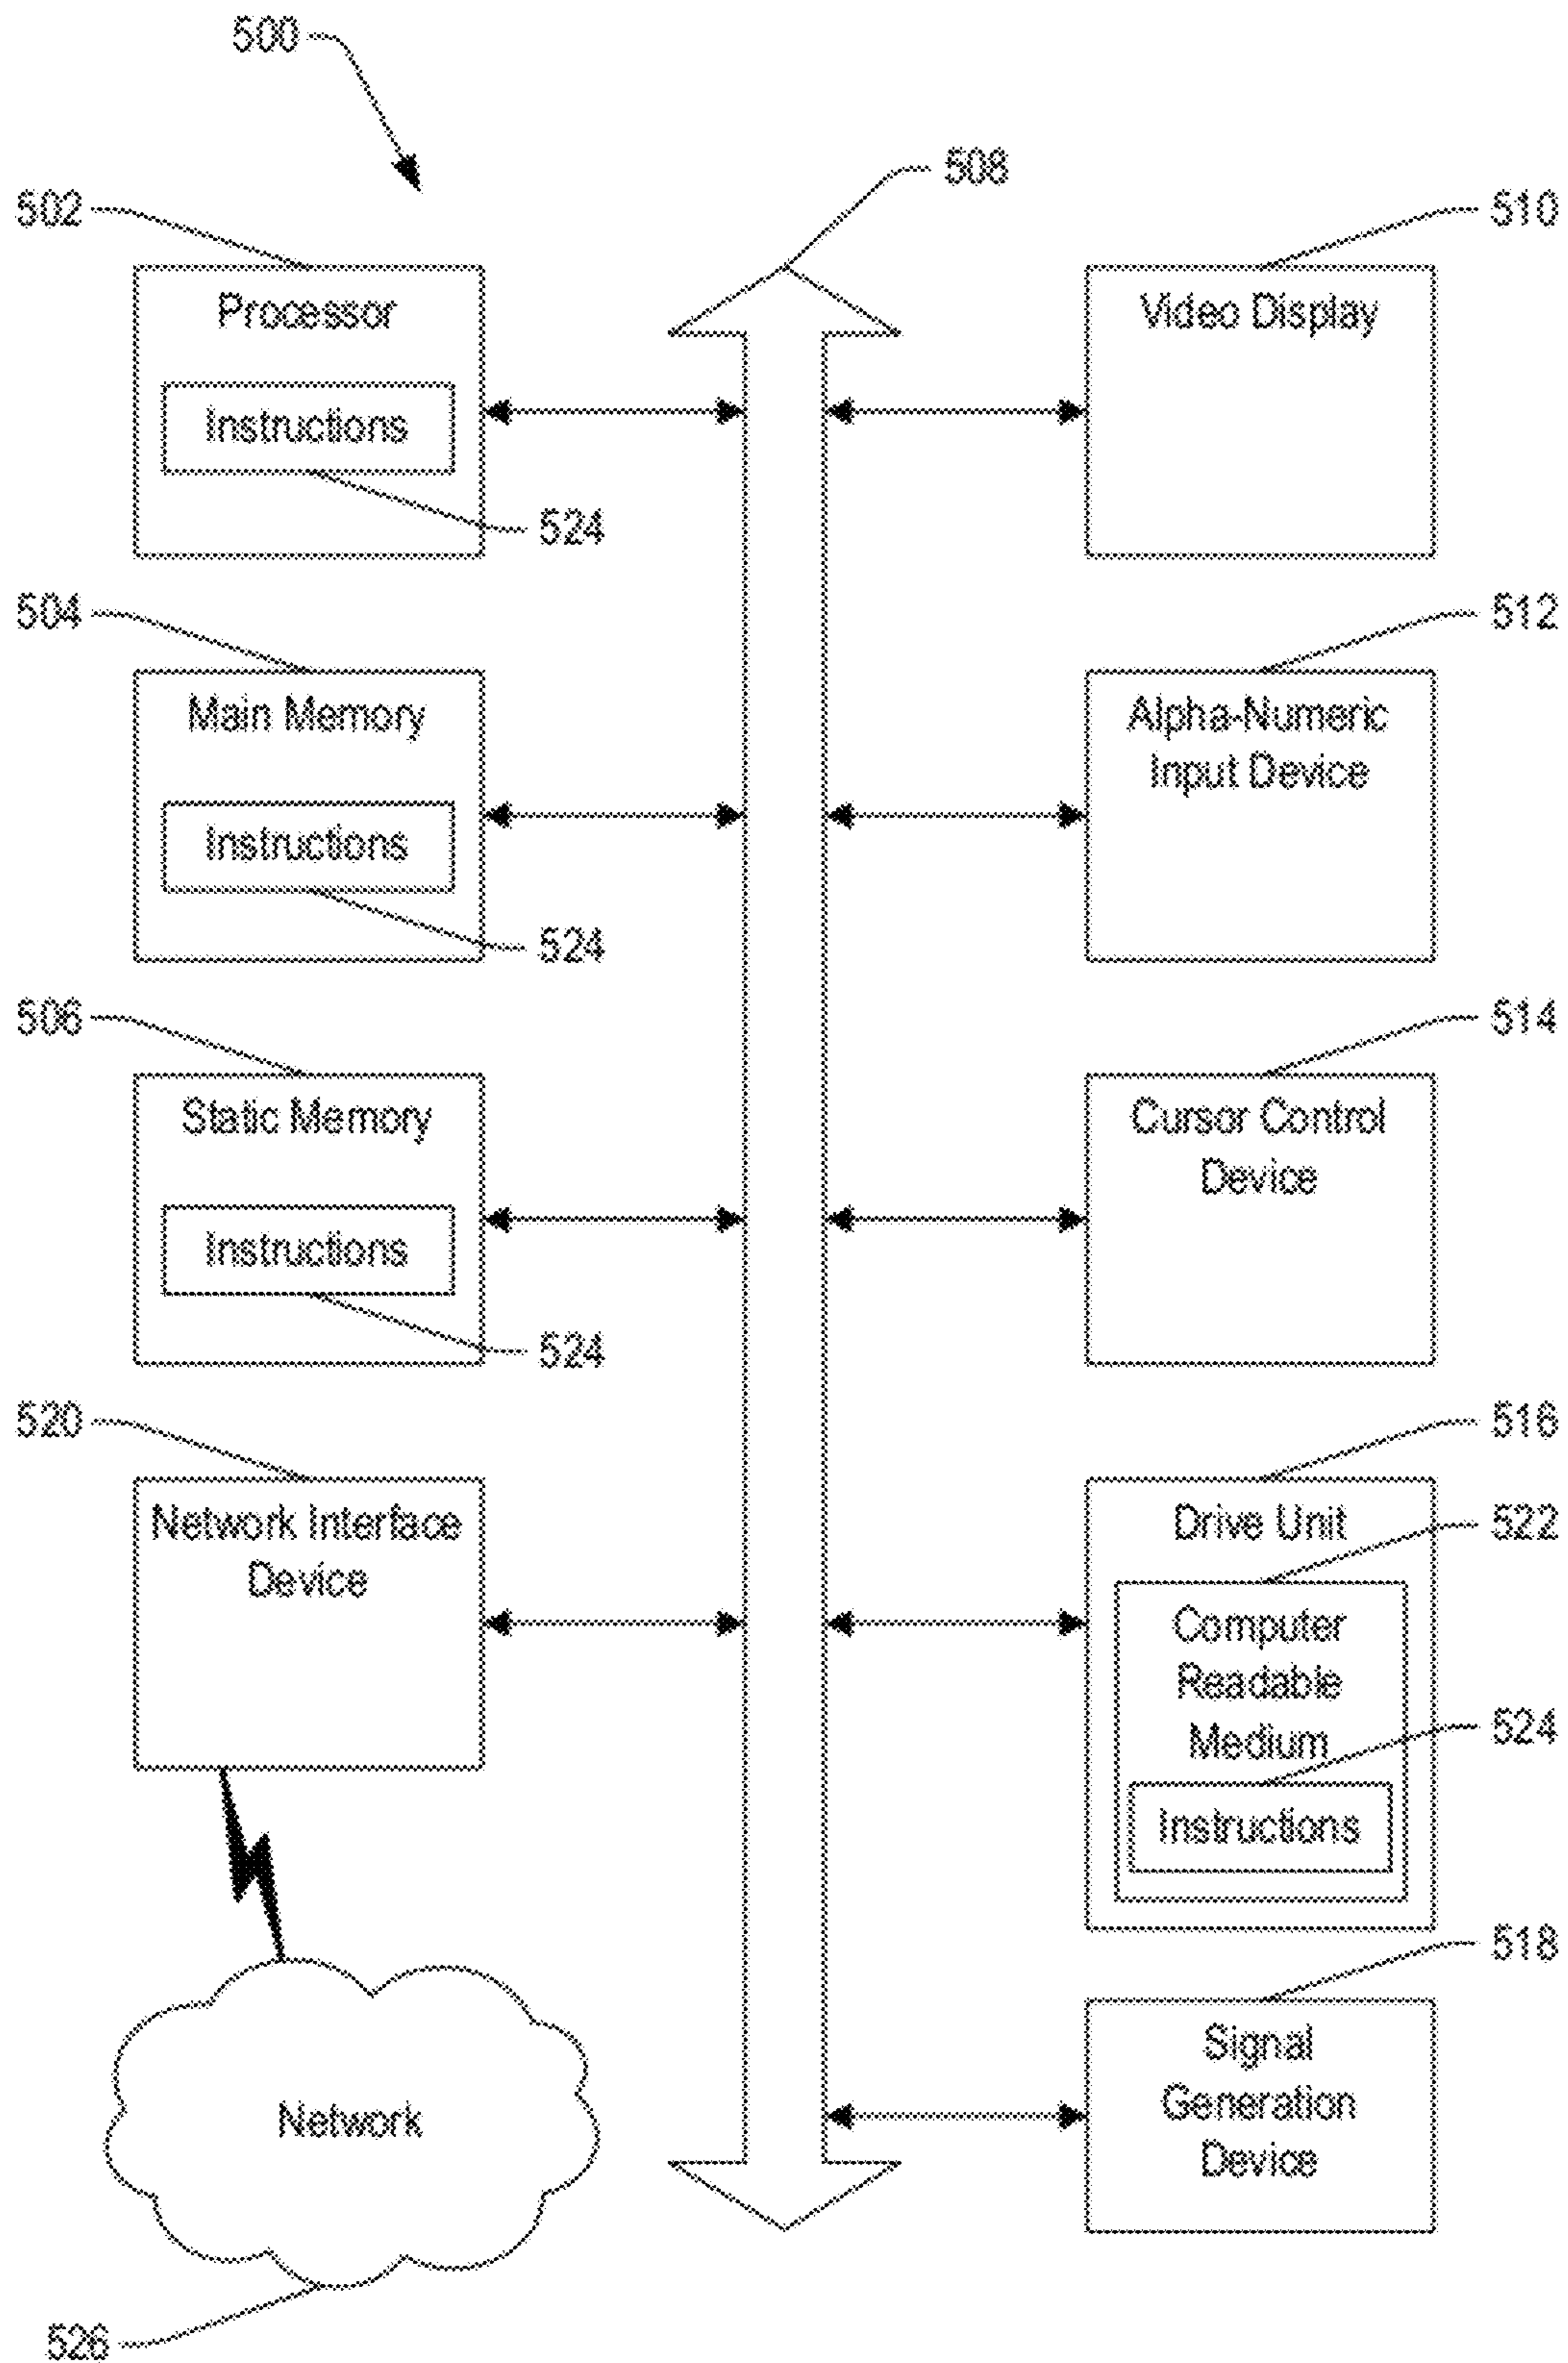 500
508
502
510
Processor
Video Display
Instructions
524
504
512
Main Memory
Alpha-Numeric
Input Device
Instructions
524
506
514
Static Memory
Cursor Control
Device
Instructions
524
520
516
Network Interface
Device
Drive Unit
522
Computer
Readable
Medium
524
Instructions
518
Signal
Generation
Device
Network
526